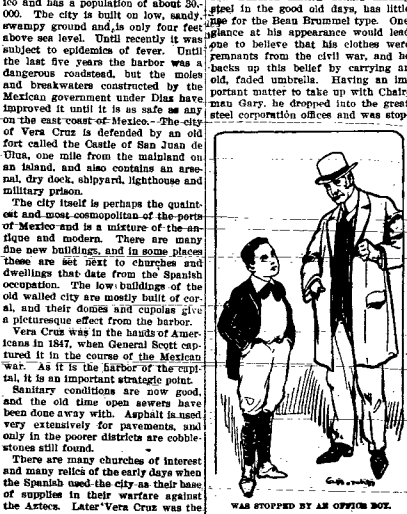 ico and has a population of about 30,-
000. The city is built on low, sandy,
swampy ground and is only four feet
above sea level. Until recently it was
subject to epidemics of fever. Until
the last five years the harbor was a
dangerous roadstead, but the moles
and breakwaters constructed by the
Mexican government under Diaz have
improved it until it is as safe as any
on the east coast of Mexico. The city
of Vera Cruz is defended by an old
fort called the Castle of San Juan de
Ulua, one mile from the mainland on
an island, and also contains an arse-
nal, dry dock, shipyard, lighthouse and
military prison.
The city itself is perhaps the quaint-
est and most cosmopolitan of the ports
of Mexico and is a mixture of the an-
tique and modern. There are many
fine new buildings, and in some places
these are set next to churches and
dwellings that date from the Spanish
occupation. The low buildings of the
old walled city are mostly built of cor-
al, and their domes and cupolas give
a picturesque effect from the harbor.
Vera Cruz was in the hands of Amer-
icans in 1847, when General Scott cap-
tured it in the course of the Mexican
war. As it is the harbor of the capi-
tal, it is an important strategic point.
Sanitary conditions are now good,
and the old time open sewers have
been done away with. Asphalt is used
very extensively for pavements, and
only in the poorer districts are cobble-
stones still found.
There are many churches of interest
and many relics of the early days when
the Spanish used the city as their base
of supplies in their warfare against
the Aztecs. Later Vera Cruz was the
steel in the good old days, has little
use for the Beau Brummel type. One
glance at his appearance would lead
one to believe that his clothes were
remnants from the civil war, and he
backs up this belief by carrying an
old, faded umbrella. Having an im-
portant matter to take up with Chair-
man Gary, he dropped into the great
steel corporation offices and was stop-
WAS STOPPED BY AN OFFICE BOY.